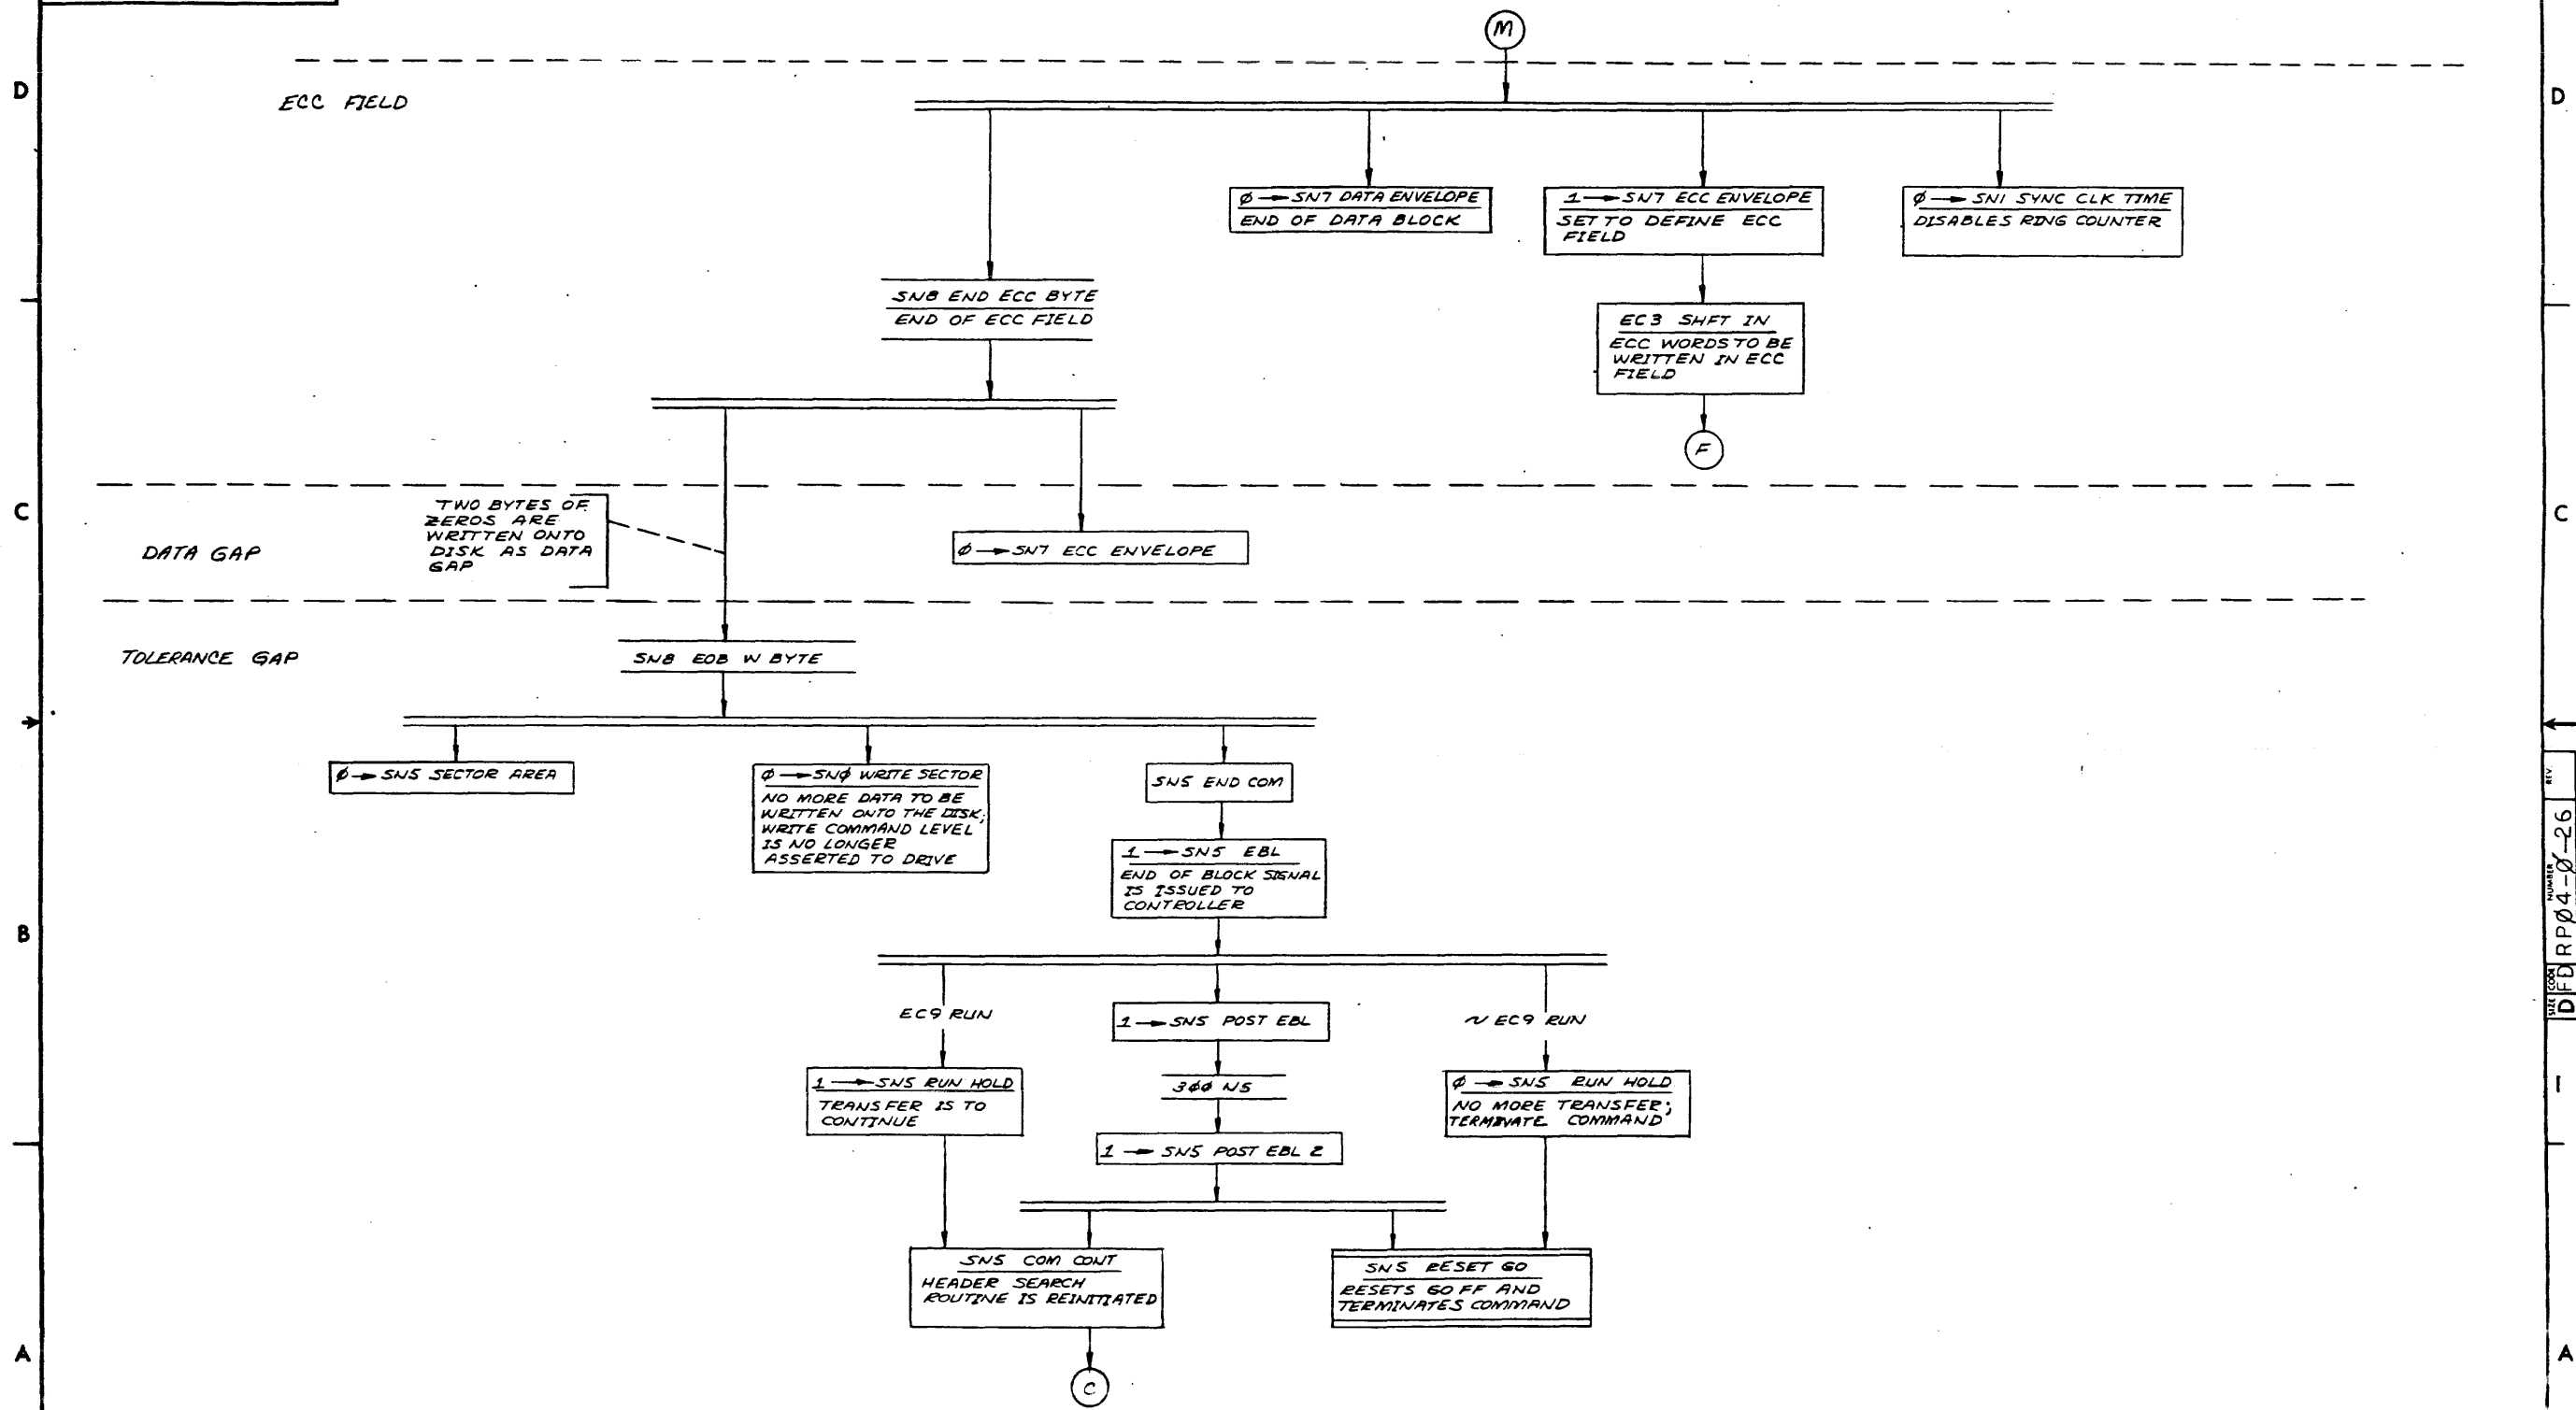 M
D
D
ECC FIELD
Ø → SN7 DATA ENVELOPE
END OF DATA BLOCK
1 → SN7 ECC ENVELOPE
SET TO DEFINE ECC
FIELD
Ø → SN1 SYNC CLK TIME
DISABLES RING COUNTER
SN8 END ECC BYTE
END OF ECC FIELD
EC3 SHFT IN
ECC WORDS TO BE
WRITTEN IN ECC
FIELD
F
C
C
TWO BYTES OF
ZEROS ARE
WRITTEN ONTO
DISK AS DATA
GAP
DATA GAP
Ø → SN7 ECC ENVELOPE
TOLERANCE GAP
SN8 EOB W BYTE
Ø → SN5 SECTOR AREA
Ø → SNØ WRITE SECTOR
NO MORE DATA TO BE
WRITTEN ONTO THE DISK;
WRITE COMMAND LEVEL
IS NO LONGER
ASSERTED TO DRIVE
SN5 END COM
1 → SN5 EBL
END OF BLOCK SIGNAL
IS ISSUED TO
CONTROLLER
B
EC9 RUN
1 → SN5 POST EBL
~ EC9 RUN
1 → SN5 RUN HOLD
TRANSFER IS TO
CONTINUE
3ØØ NS
Ø → SN5 RUN HOLD
NO MORE TRANSFER;
TERMINATE COMMAND
1 → SN5 POST EBL 2
SN5 COM CONT
HEADER SEARCH
ROUTINE IS REINITIATED
SN5 RESET GO
RESETS GO FF AND
TERMINATES COMMAND
A
A
C
SIZE CODE NUMBER REV.
D FD RPØ4-Ø-26